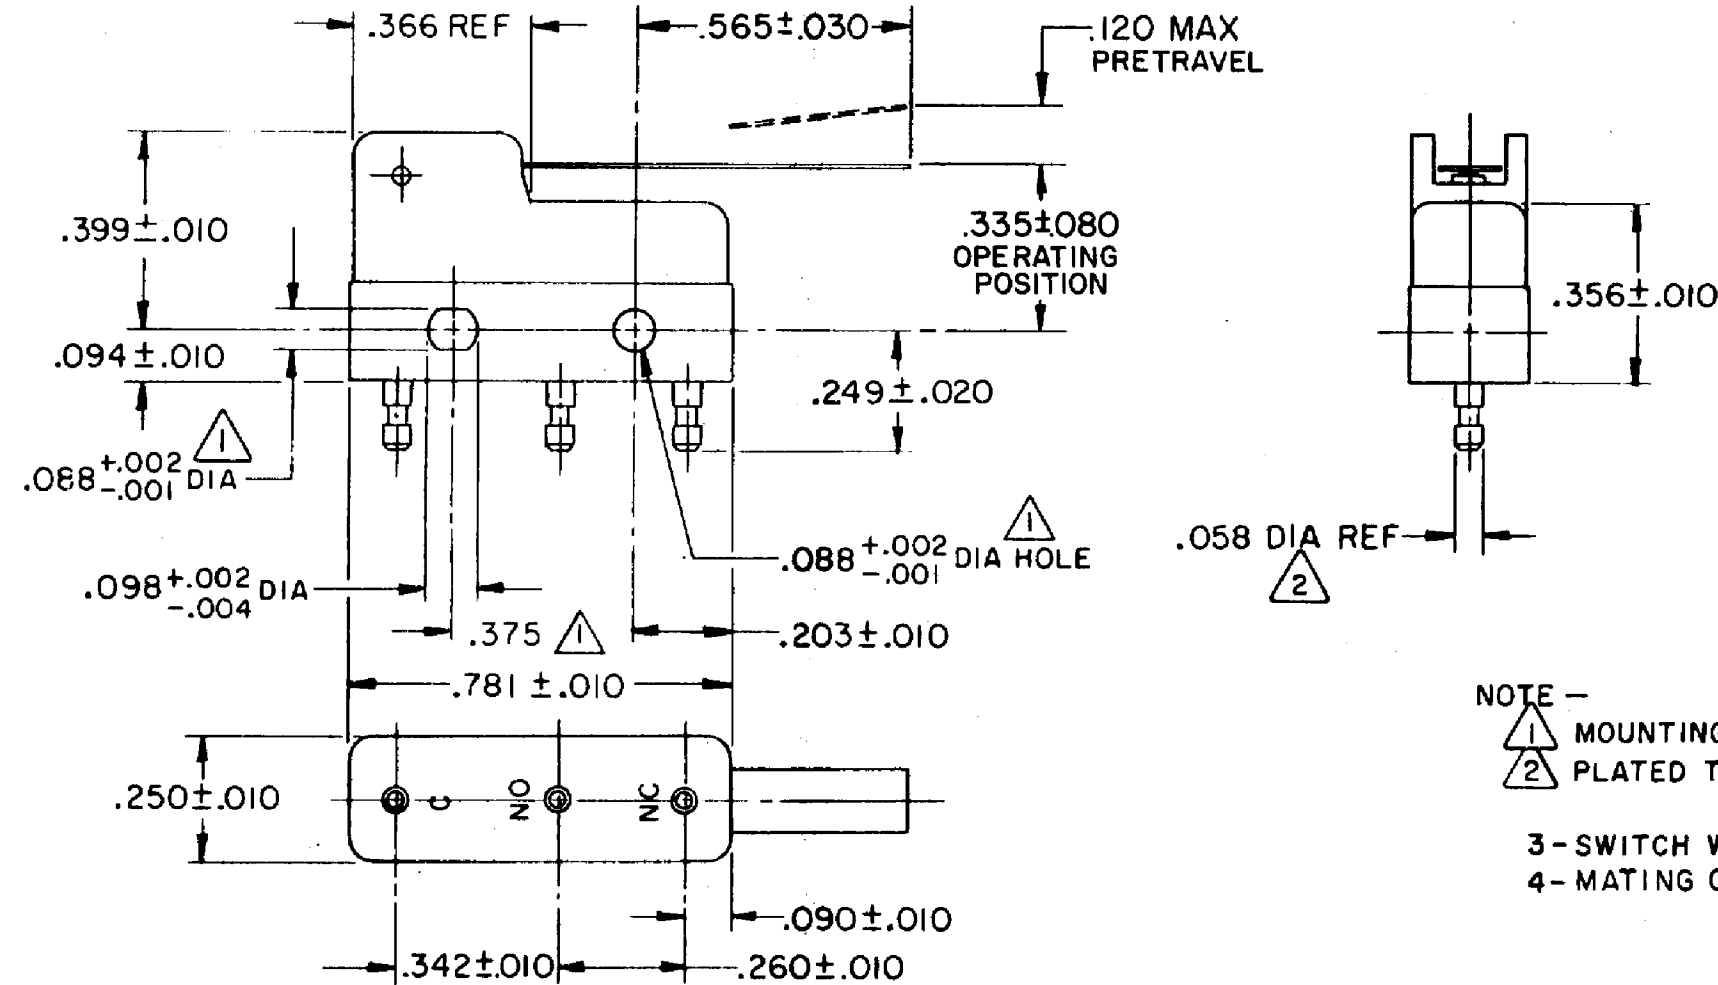 .366 REF
.565±.030
.120 MAX
PRETRAVEL
.399±.010
.335±.080
OPERATING
POSITION
.356±.010
.094±.010
.249±.020
1
.088 +.002 -.001 DIA
1
.088 +.002 -.001 DIA HOLE
.058 DIA REF
2
.098 +.002 -.004 DIA
.375 1
.203±.010
.781±.010
NOTE –
1 MOUNTING
2 PLATED T
3-SWITCH W
4-MATING
.250±.010
C
NO
NC
.090±.010
.342±.010
.260±.010